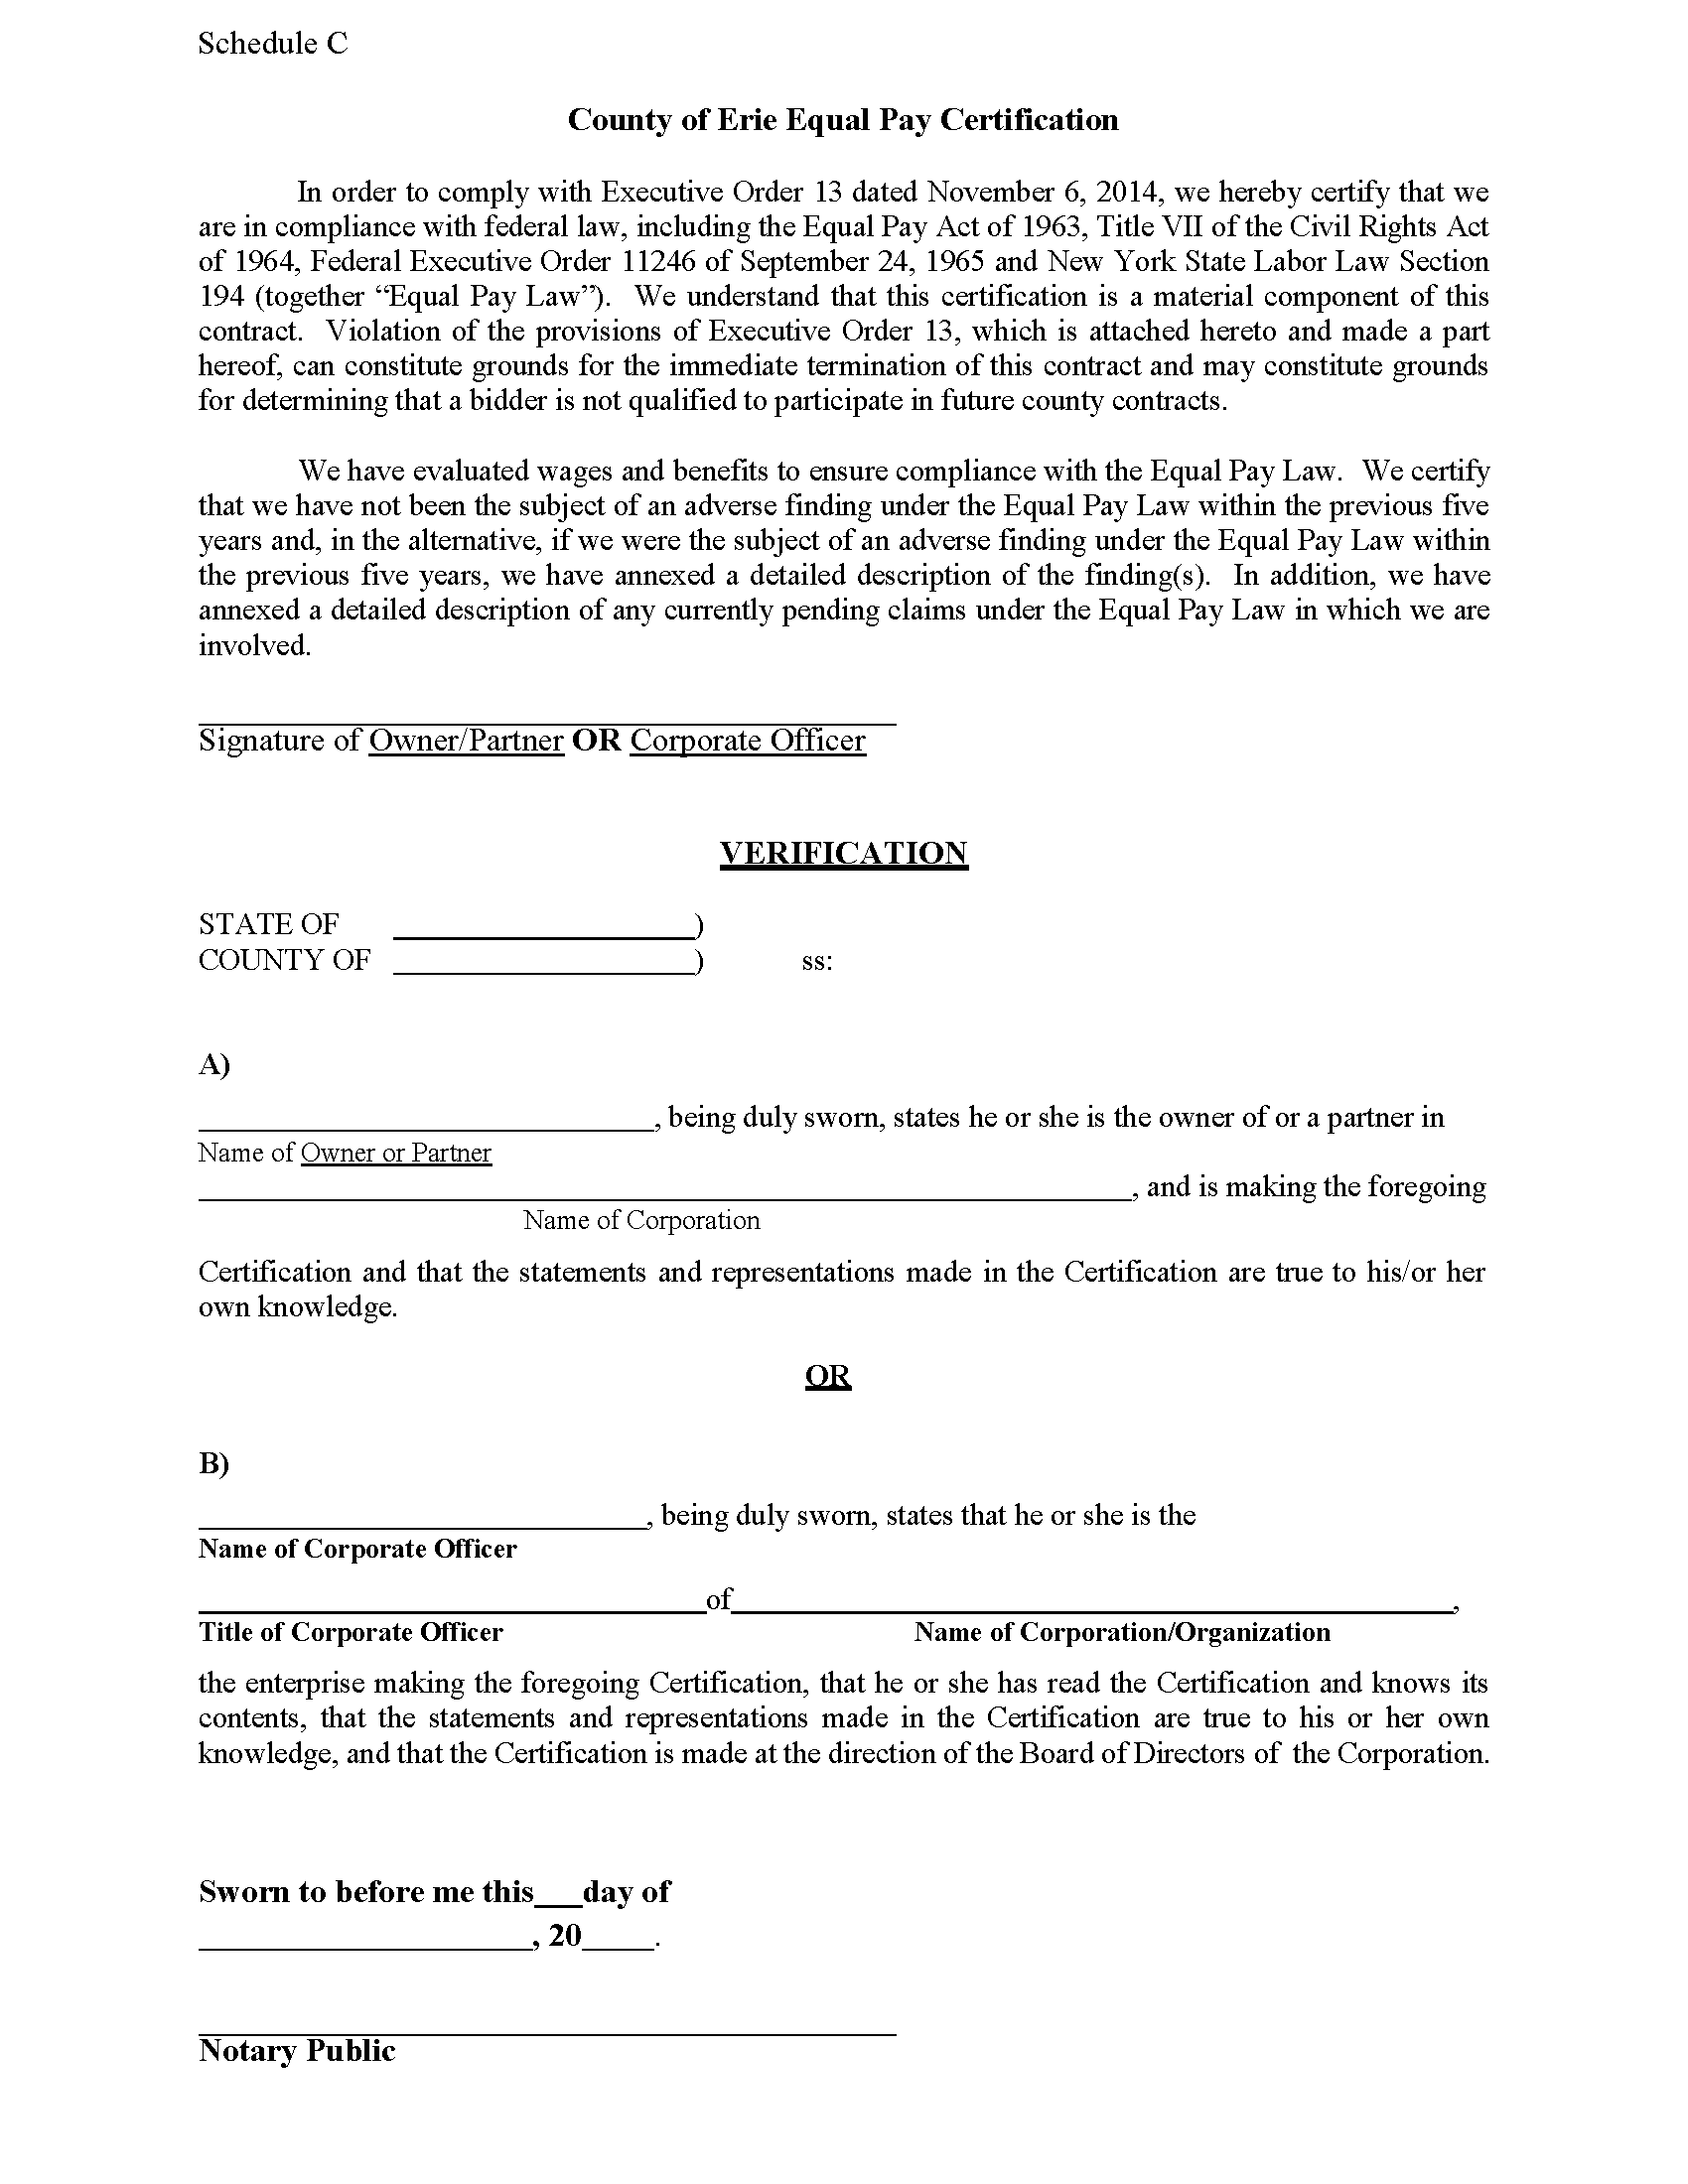 Schedule C
County of Erie Equal Pay Certification
In order to comply with Executive Order 13 dated November 6, 2014, we hereby certify that we
are in compliance with federal law, including the Equal Pay Act of 1963, Title VII of the Civil Rights Act
of 1964, Federal Executive Order 11246 of September 24, 1965 and New York State Labor Law Section
194 (together “Equal Pay Law”). We understand that this certification is a material component of this
contract. Violation of the provisions of Executive Order 13, which is attached hereto and made a part
hereof, can constitute grounds for the immediate termination of this contract and may constitute grounds
for determining that a bidder is not qualified to participate in future county contracts.
We have evaluated wages and benefits to ensure compliance with the Equal Pay Law. We certify
that we have not been the subject of an adverse finding under the Equal Pay Law within the previous five
years and, in the alternative, if we were the subject of an adverse finding under the Equal Pay Law within
the previous five years, we have annexed a detailed description of the finding(s). In addition, we have
annexed a detailed description of any currently pending claims under the Equal Pay Law in which we are
involved.
Signature of Owner/Partner OR Corporate Officer
VERIFICATION
STATE OF ____________________)
COUNTY OF ____________________) ss:
A)
______________________________, being duly sworn, states he or she is the owner of or a partner in
Name of Owner or Partner
______________________________, and is making the foregoing
Name of Corporation
Certification and that the statements and representations made in the Certification are true to his/or her
own knowledge.
OR
B)
______________________________, being duly sworn, states that he or she is the
Name of Corporate Officer
______________________________of______________________________,
Title of Corporate Officer Name of Corporation/Organization
the enterprise making the foregoing Certification, that he or she has read the Certification and knows its
contents, that the statements and representations made in the Certification are true to his or her own
knowledge, and that the Certification is made at the direction of the Board of Directors of the Corporation.
Sworn to before me this___day of
____________________, 20____.
Notary Public